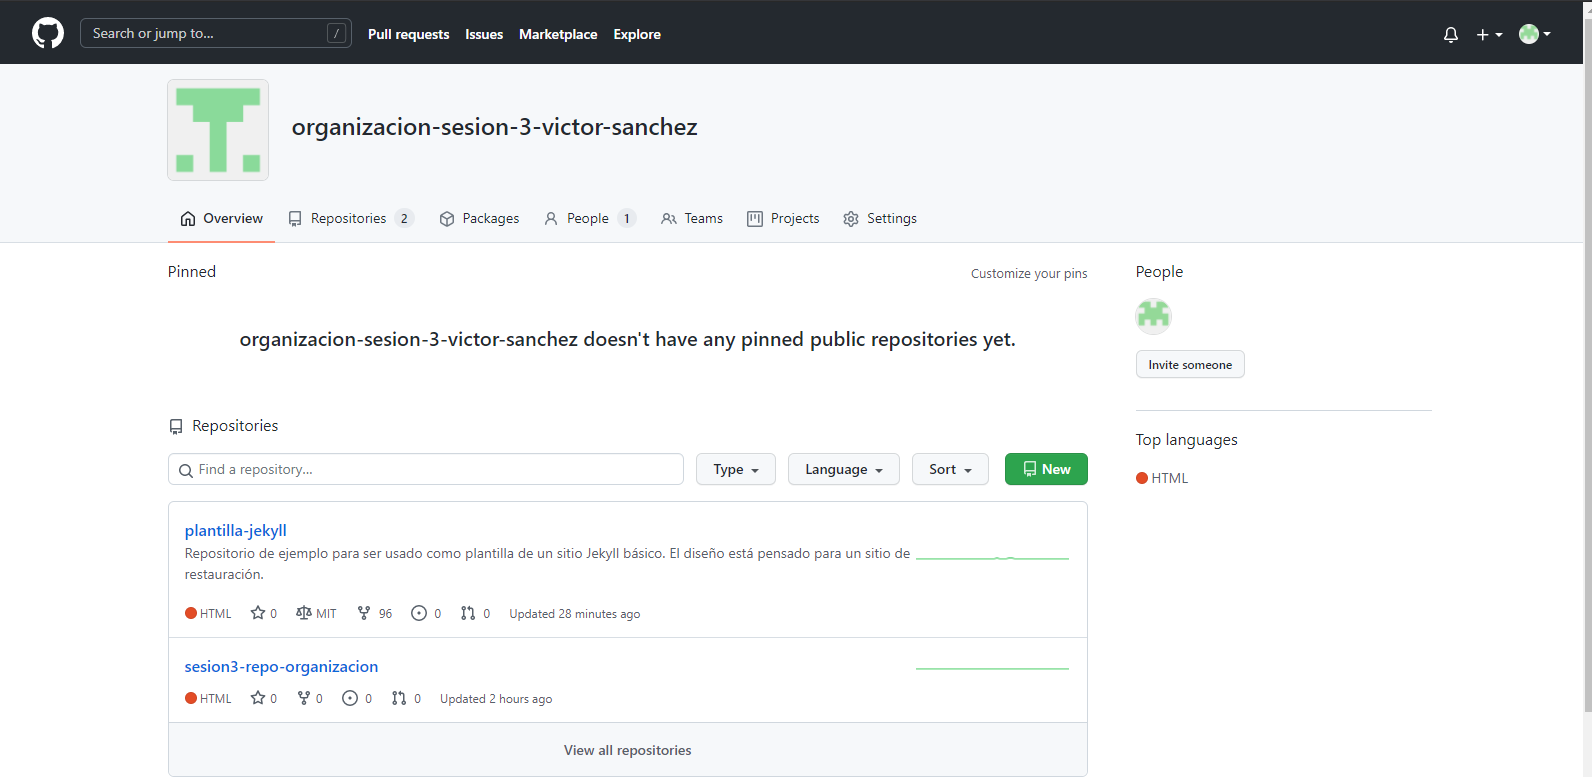 Search or jump to... / Pull requests Issues Marketplace Explore
organizacion-sesion-3-victor-sanchez
Overview Repositories 2 Packages People 1 Teams Projects Settings
Pinned Customize your pins
organizacion-sesion-3-victor-sanchez doesn't have any pinned public repositories yet.
Repositories
Find a repository... Type Language Sort New
plantilla-jekyll
Repositorio de ejemplo para ser usado como plantilla de un sitio Jekyll básico. El diseño está pensado para un sitio de
restauración.
HTML 0 MIT 96 0 0 Updated 28 minutes ago
sesion3-repo-organizacion
HTML 0 0 0 0 Updated 2 hours ago
View all repositories
People
Invite someone
Top languages
HTML